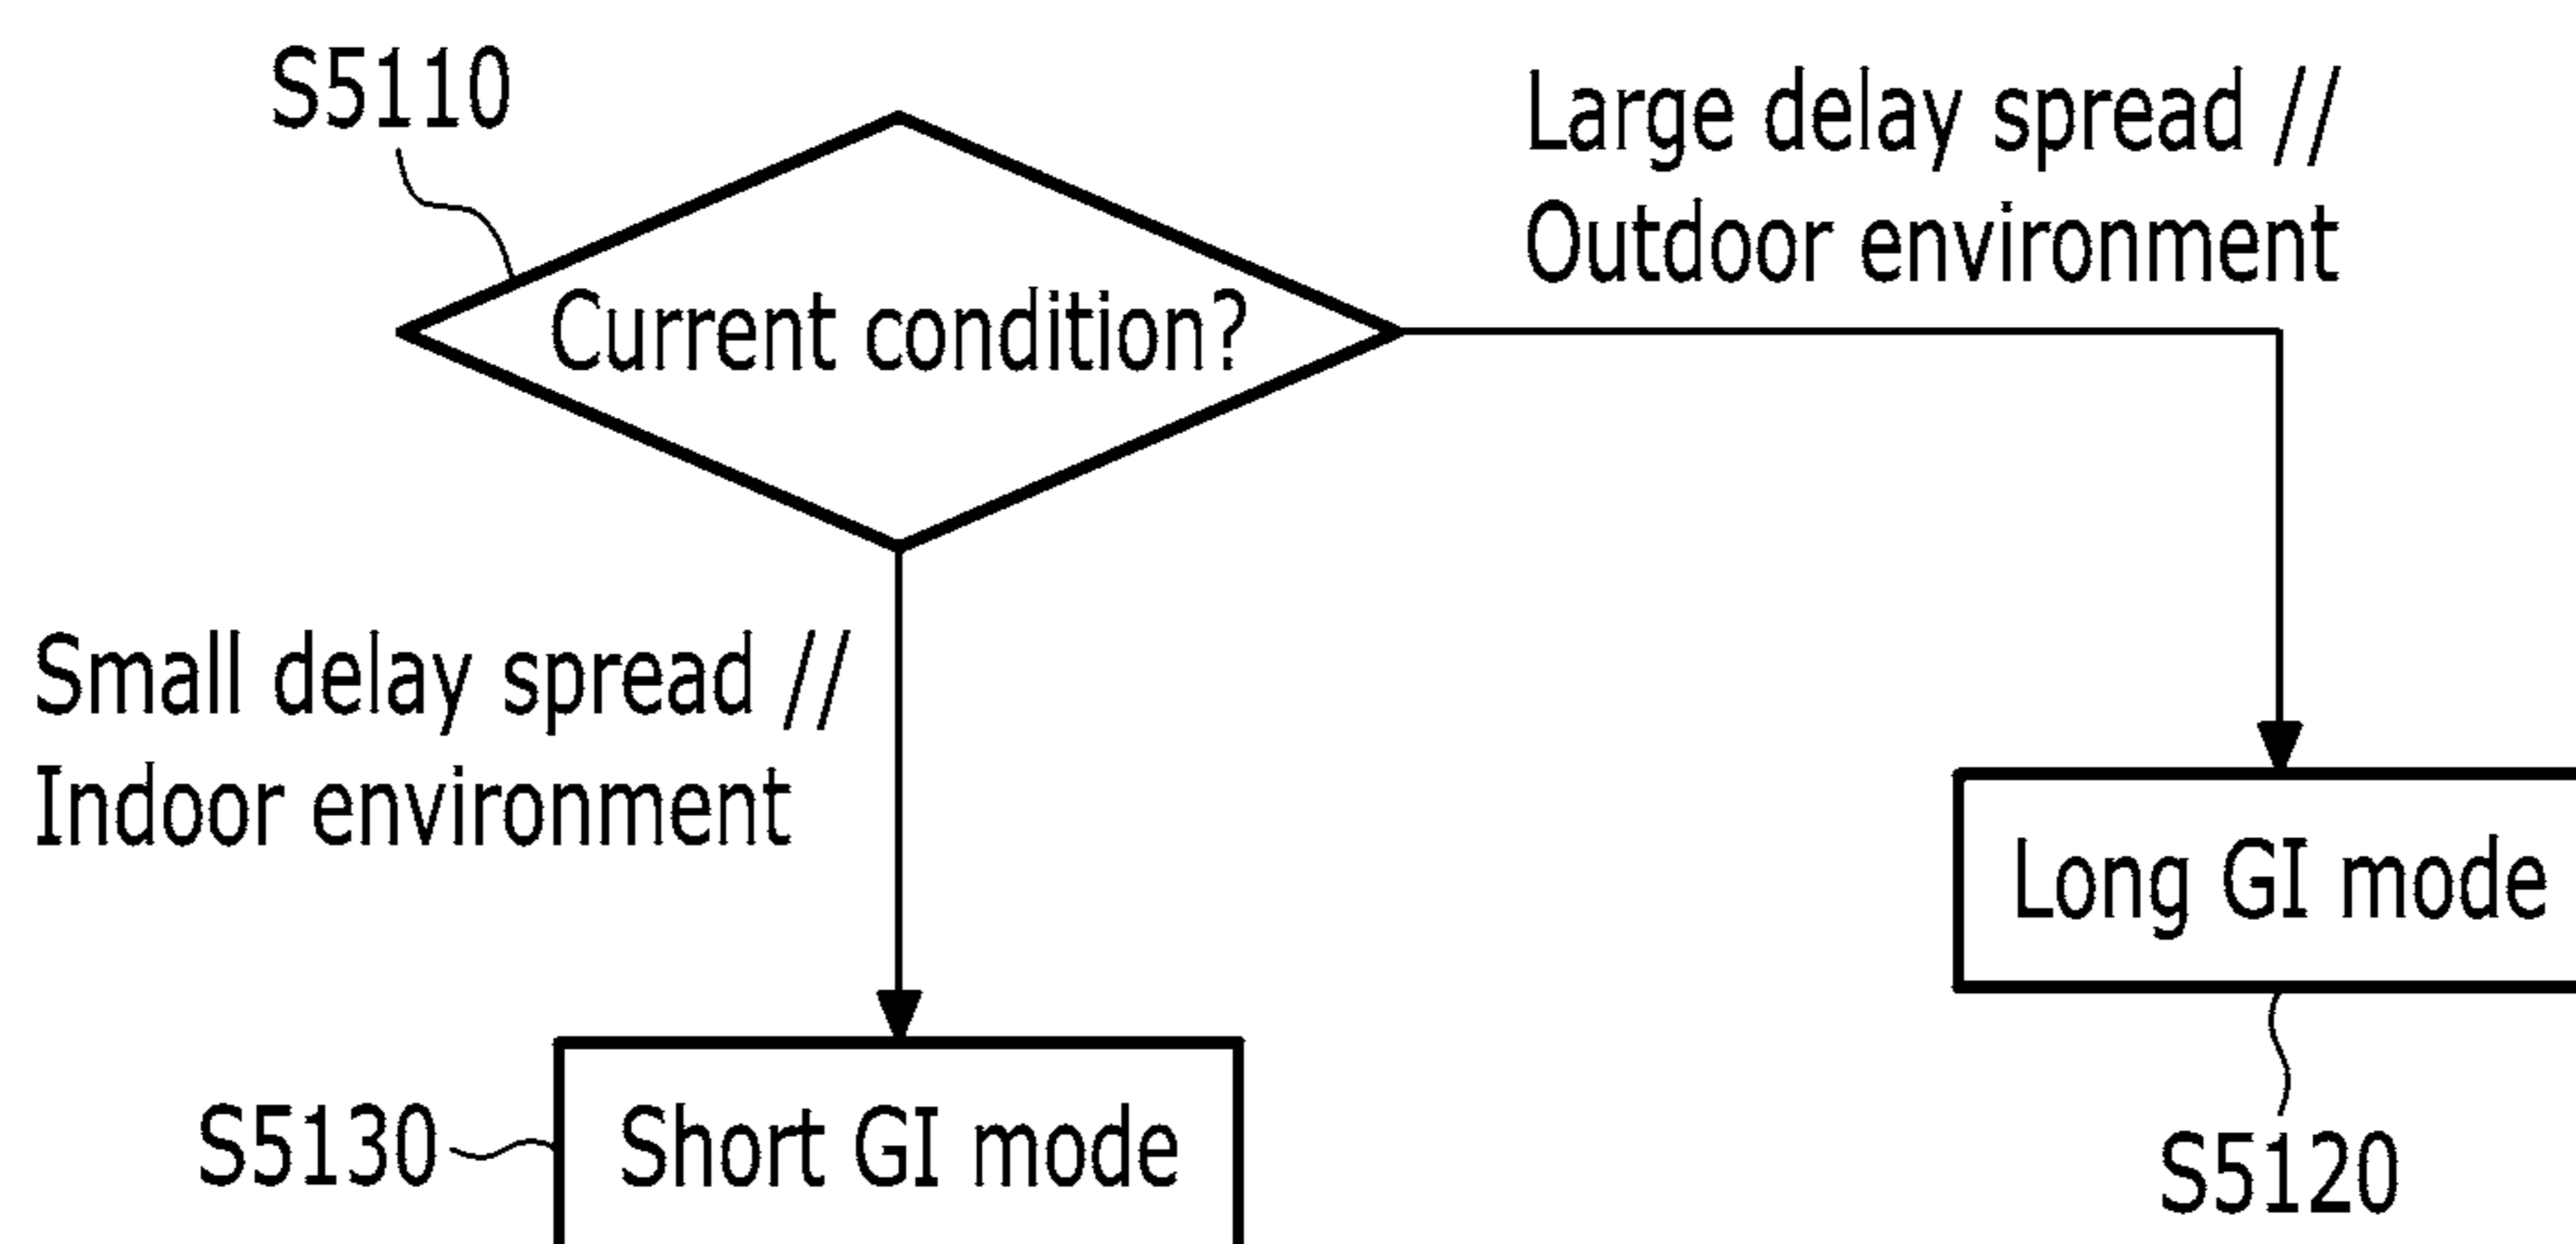 S5110
Large delay spread //
Outdoor environment
Current condition?
Small delay spread //
Indoor environment
Long GI mode
S5130
Short GI mode
S5120